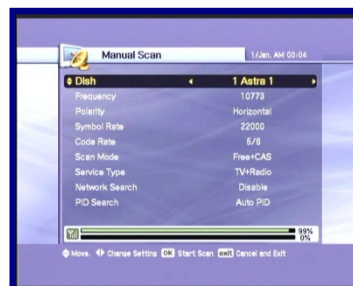 Manual Scan 1/Jan. AM 00:04
Dish 1 Astra 1
Frequency 10773
Polarity Horizontal
Symbol Rate 22000
Code Rate 5/6
Scan Mode Free+CAS
Service Type TV+Radio
Network Search Disable
PID Search Auto PID
99%
0%
Move. Change Setting OK Start Scan exit Cancel and Exit